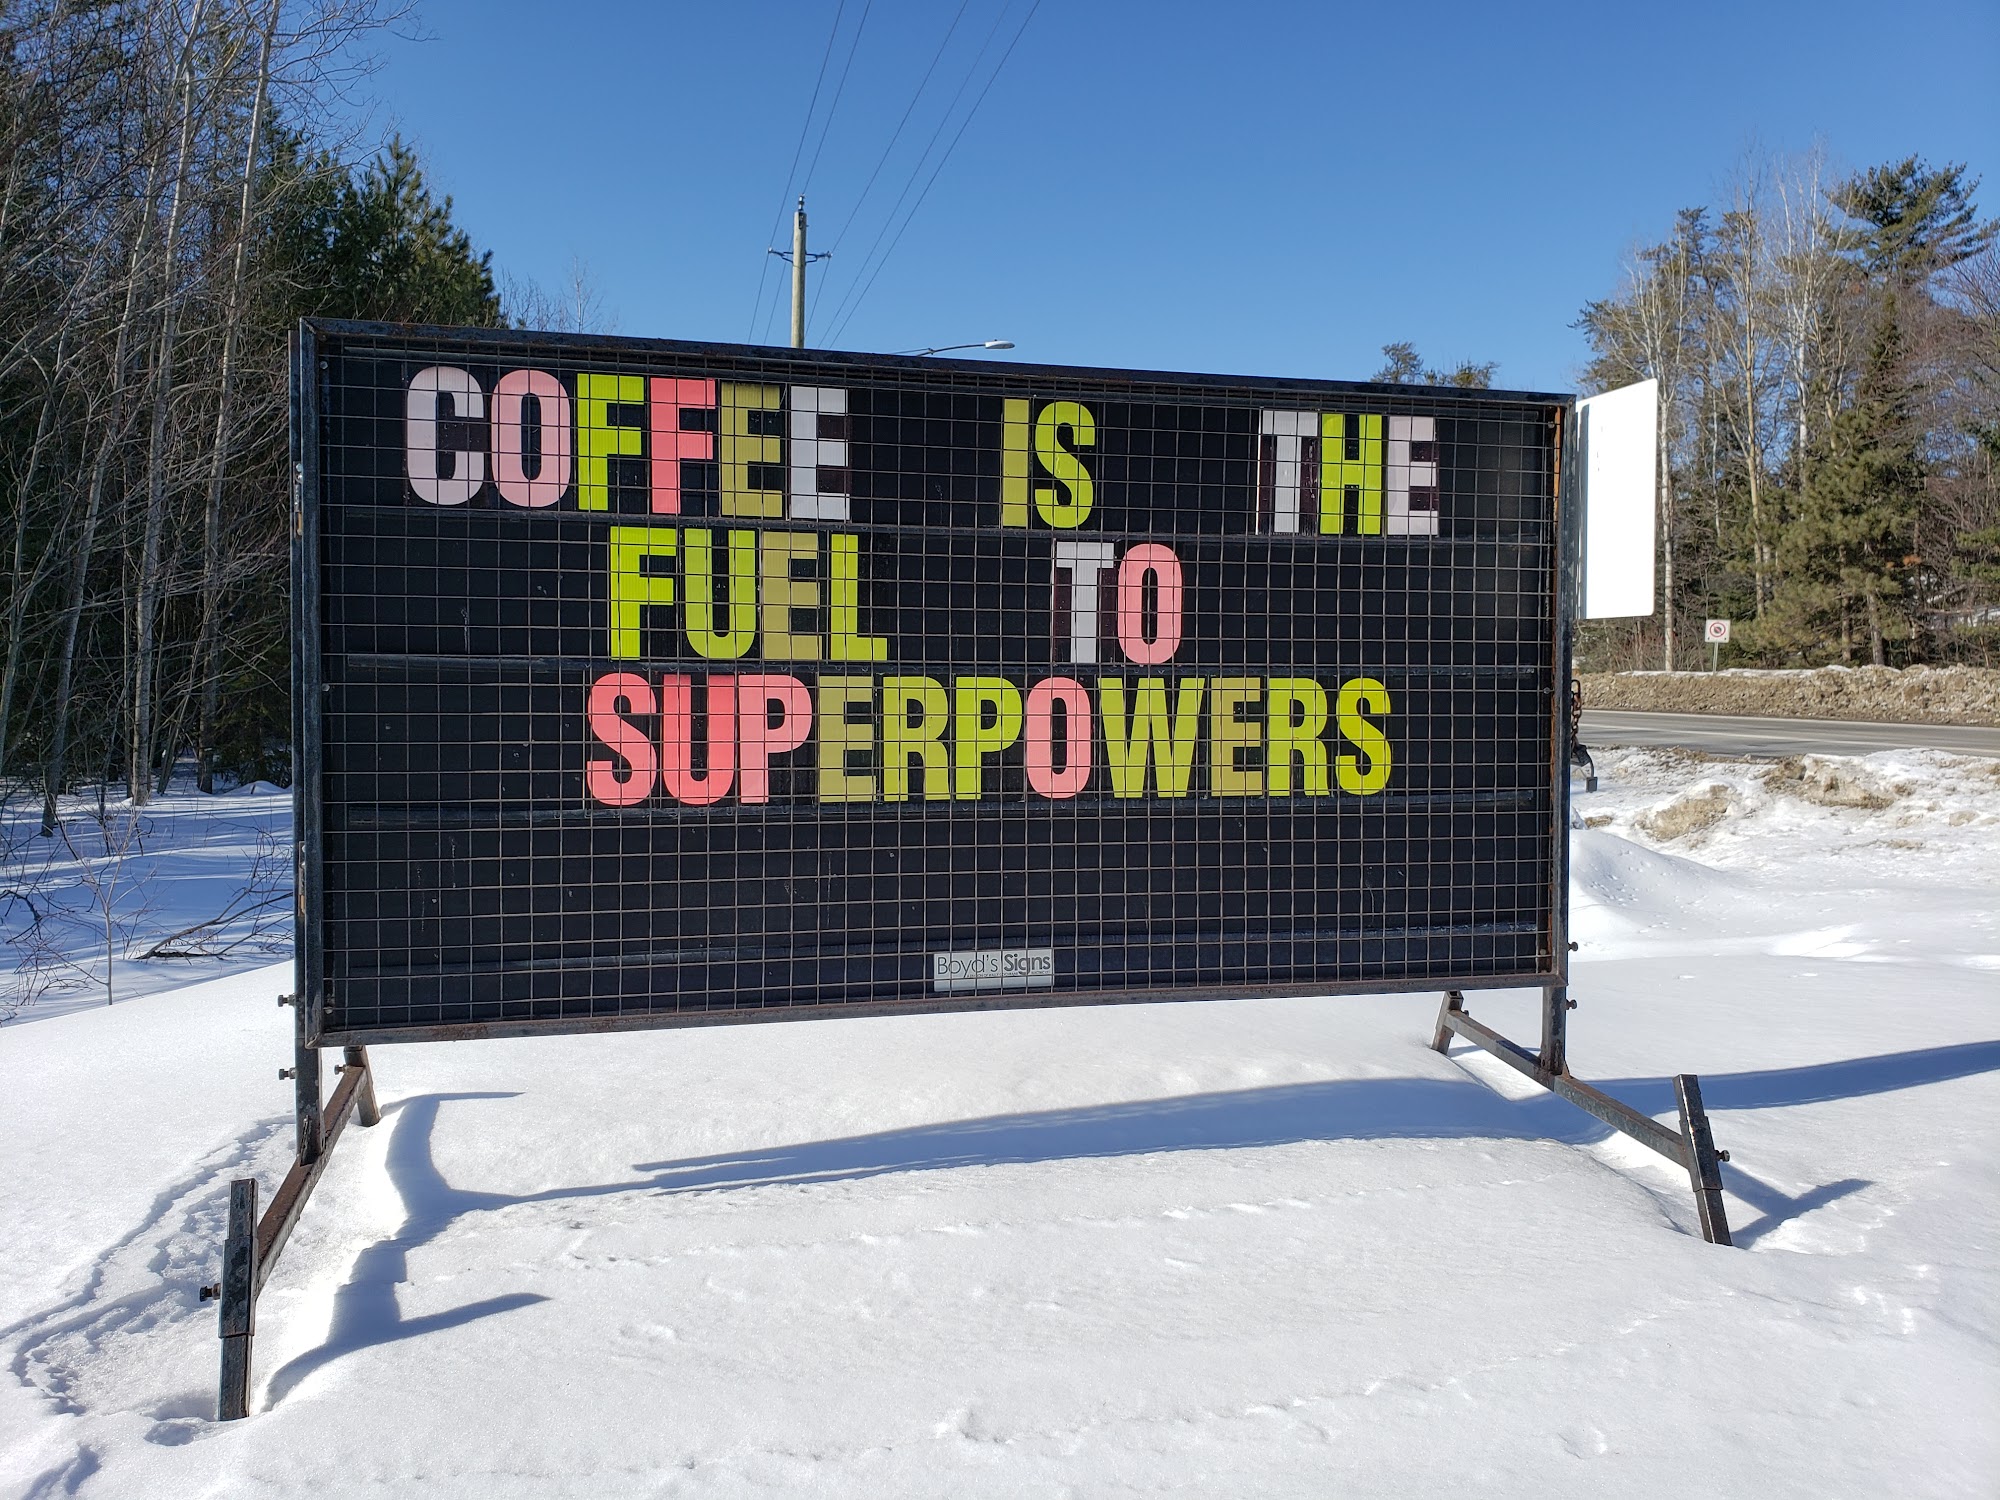 COFFEE IS THE
FUEL TO
SUPERPOWERS
Boyd's Signs